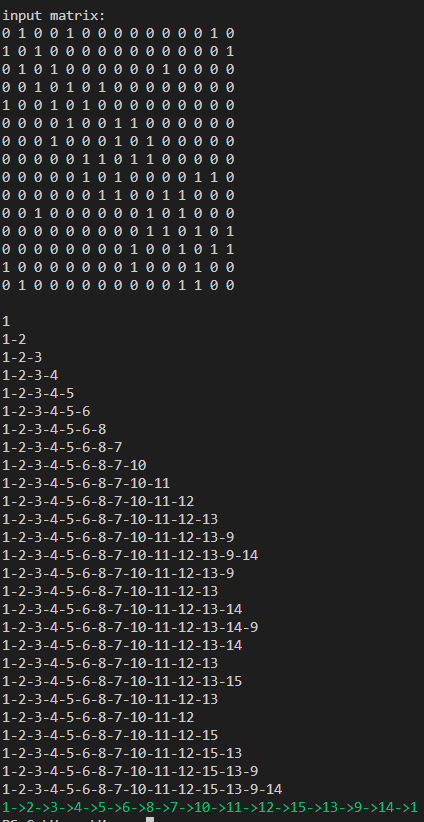 input matrix:
0 1 0 0 1 0 0 0 0 0 0 0 0 1 0
1 0 1 0 0 0 0 0 0 0 0 0 0 0 1
0 1 0 1 0 0 0 0 0 0 1 0 0 0 0
0 0 1 0 1 0 1 0 0 0 0 0 0 0 0
1 0 0 1 0 1 0 0 0 0 0 0 0 0 0
0 0 0 0 1 0 0 1 1 0 0 0 0 0 0
0 0 0 1 0 0 0 1 0 1 0 0 0 0 0
0 0 0 0 0 1 1 0 1 1 0 0 0 0 0
0 0 0 0 0 1 0 1 0 0 0 0 1 1 0
0 0 0 0 0 0 1 1 0 0 1 1 0 0 0
0 0 1 0 0 0 0 0 0 1 0 1 0 0 0
0 0 0 0 0 0 0 0 0 1 1 0 1 0 1
0 0 0 0 0 0 0 0 1 0 0 1 0 1 1
1 0 0 0 0 0 0 0 1 0 0 0 1 0 0
0 1 0 0 0 0 0 0 0 0 0 1 1 0 0
1
1-2
1-2-3
1-2-3-4
1-2-3-4-5
1-2-3-4-5-6
1-2-3-4-5-6-8
1-2-3-4-5-6-8-7
1-2-3-4-5-6-8-7-10
1-2-3-4-5-6-8-7-10-11
1-2-3-4-5-6-8-7-10-11-12
1-2-3-4-5-6-8-7-10-11-12-13
1-2-3-4-5-6-8-7-10-11-12-13-9
1-2-3-4-5-6-8-7-10-11-12-13-9-14
1-2-3-4-5-6-8-7-10-11-12-13-9
1-2-3-4-5-6-8-7-10-11-12-13
1-2-3-4-5-6-8-7-10-11-12-13-14
1-2-3-4-5-6-8-7-10-11-12-13-14-9
1-2-3-4-5-6-8-7-10-11-12-13-14
1-2-3-4-5-6-8-7-10-11-12-13
1-2-3-4-5-6-8-7-10-11-12-13-15
1-2-3-4-5-6-8-7-10-11-12-13
1-2-3-4-5-6-8-7-10-11-12
1-2-3-4-5-6-8-7-10-11-12-15
1-2-3-4-5-6-8-7-10-11-12-15-13
1-2-3-4-5-6-8-7-10-11-12-15-13-9
1-2-3-4-5-6-8-7-10-11-12-15-13-9-14
1->2->3->4->5->6->8->7->10->11->12->15->13->9->14->1